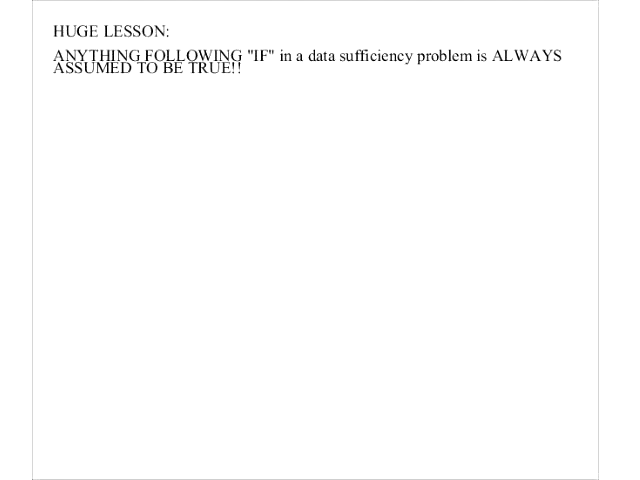 HUGE LESSON:
ANYTHING FOLLOWING "IF" in a data sufficiency problem is ALWAYS
ASSUMED TO BE TRUE!!